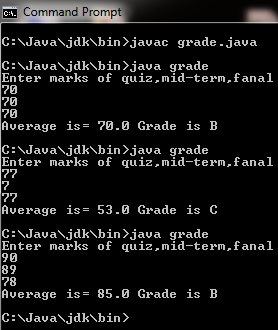 Command Prompt
C:\Java\jdk\bin>javac grade.java
C:\Java\jdk\bin>java grade
Enter marks of quiz,mid-term,fanal
70
70
70
Average is= 70.0 Grade is B
C:\Java\jdk\bin>java grade
Enter marks of quiz,mid-term,fanal
77
7
77
Average is= 53.0 Grade is C
C:\Java\jdk\bin>java grade
Enter marks of quiz,mid-term,fanal
90
89
78
Average is= 85.0 Grade is B
C:\Java\jdk\bin>